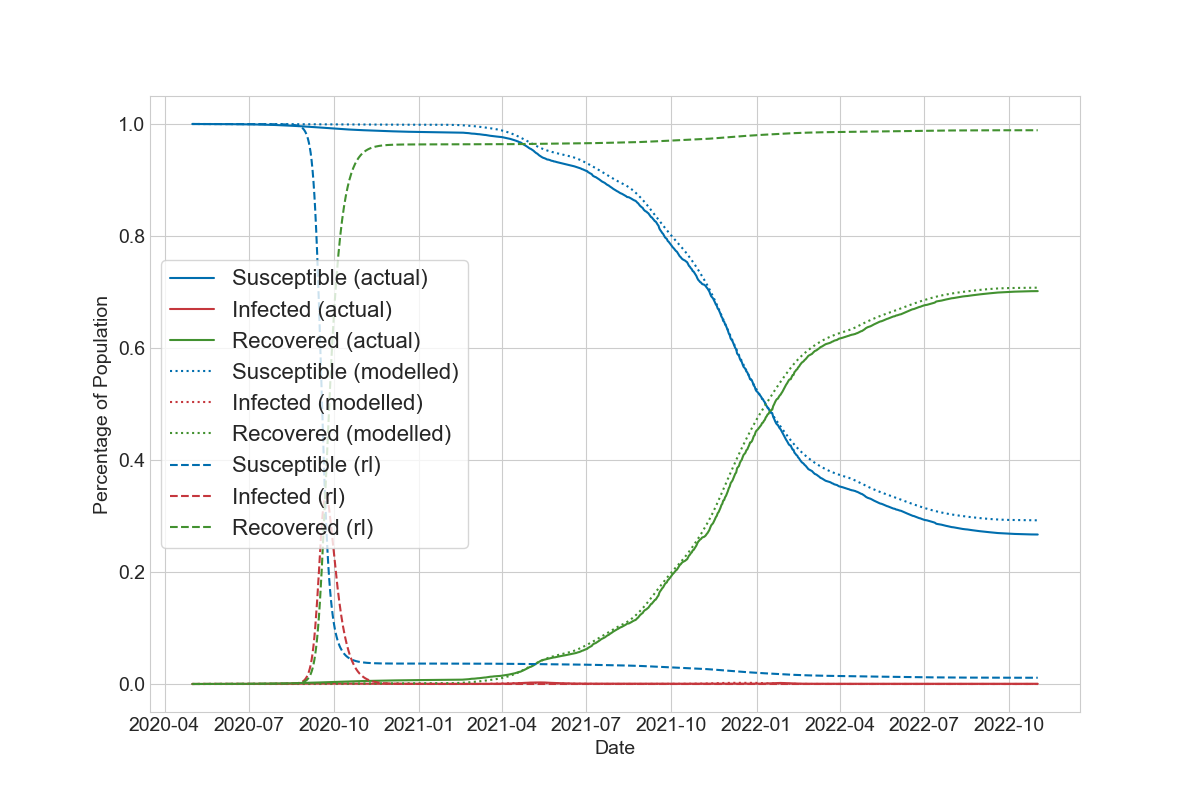 1.0
0.8
0.6
0.4
0.2
0.0
Percentage of Population
Susceptible (actual)
Infected (actual)
Recovered (actual)
Susceptible (modelled)
Infected (modelled)
Recovered (modelled)
Susceptible (rl)
Infected (rl)
Recovered (rl)
2020-04 2020-07 2020-10 2021-01 2021-04 2021-07 2021-10 2022-01 2022-04 2022-07 2022-10
Date